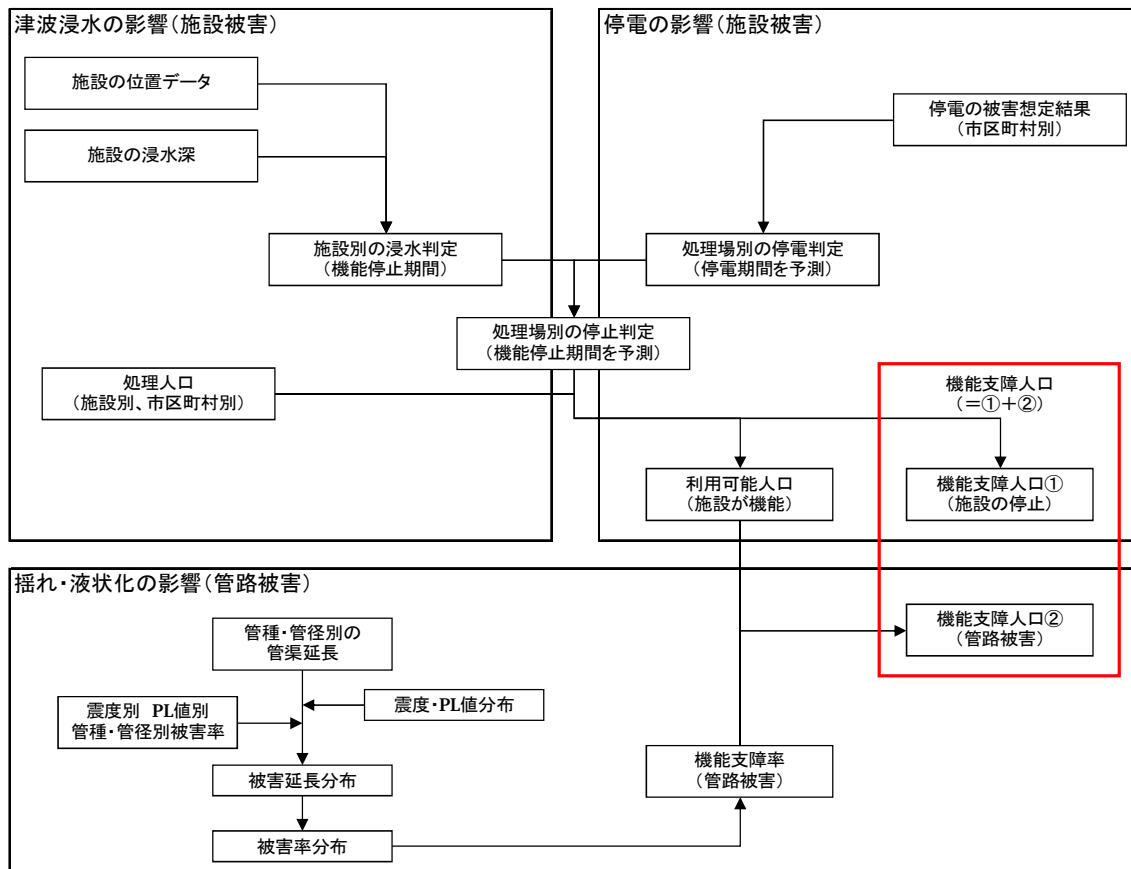 津波浸水の影響(施設被害)
施設の位置データ
施設の浸水深
施設別の浸水判定
(機能停止期間)
停電の影響(施設被害)
停電の被害想定結果
(市区町村別)
処理場別の停電判定
(停電期間を予測)
処理場別の停止判定
(機能停止期間を予測)
処理人口
(施設別、市区町村別)
機能支障人口
(=①+②)
利用可能人口
(施設が機能)
機能支障人口①
(施設の停止)
揺れ・液状化の影響(管路被害)
機能支障人口②
(管路被害)
管種・管径別の
管渠延長
震度別 PL値別
管種・管径別被害率
震度・PL値分布
被害延長分布
被害率分布
機能支障率
(管路被害)